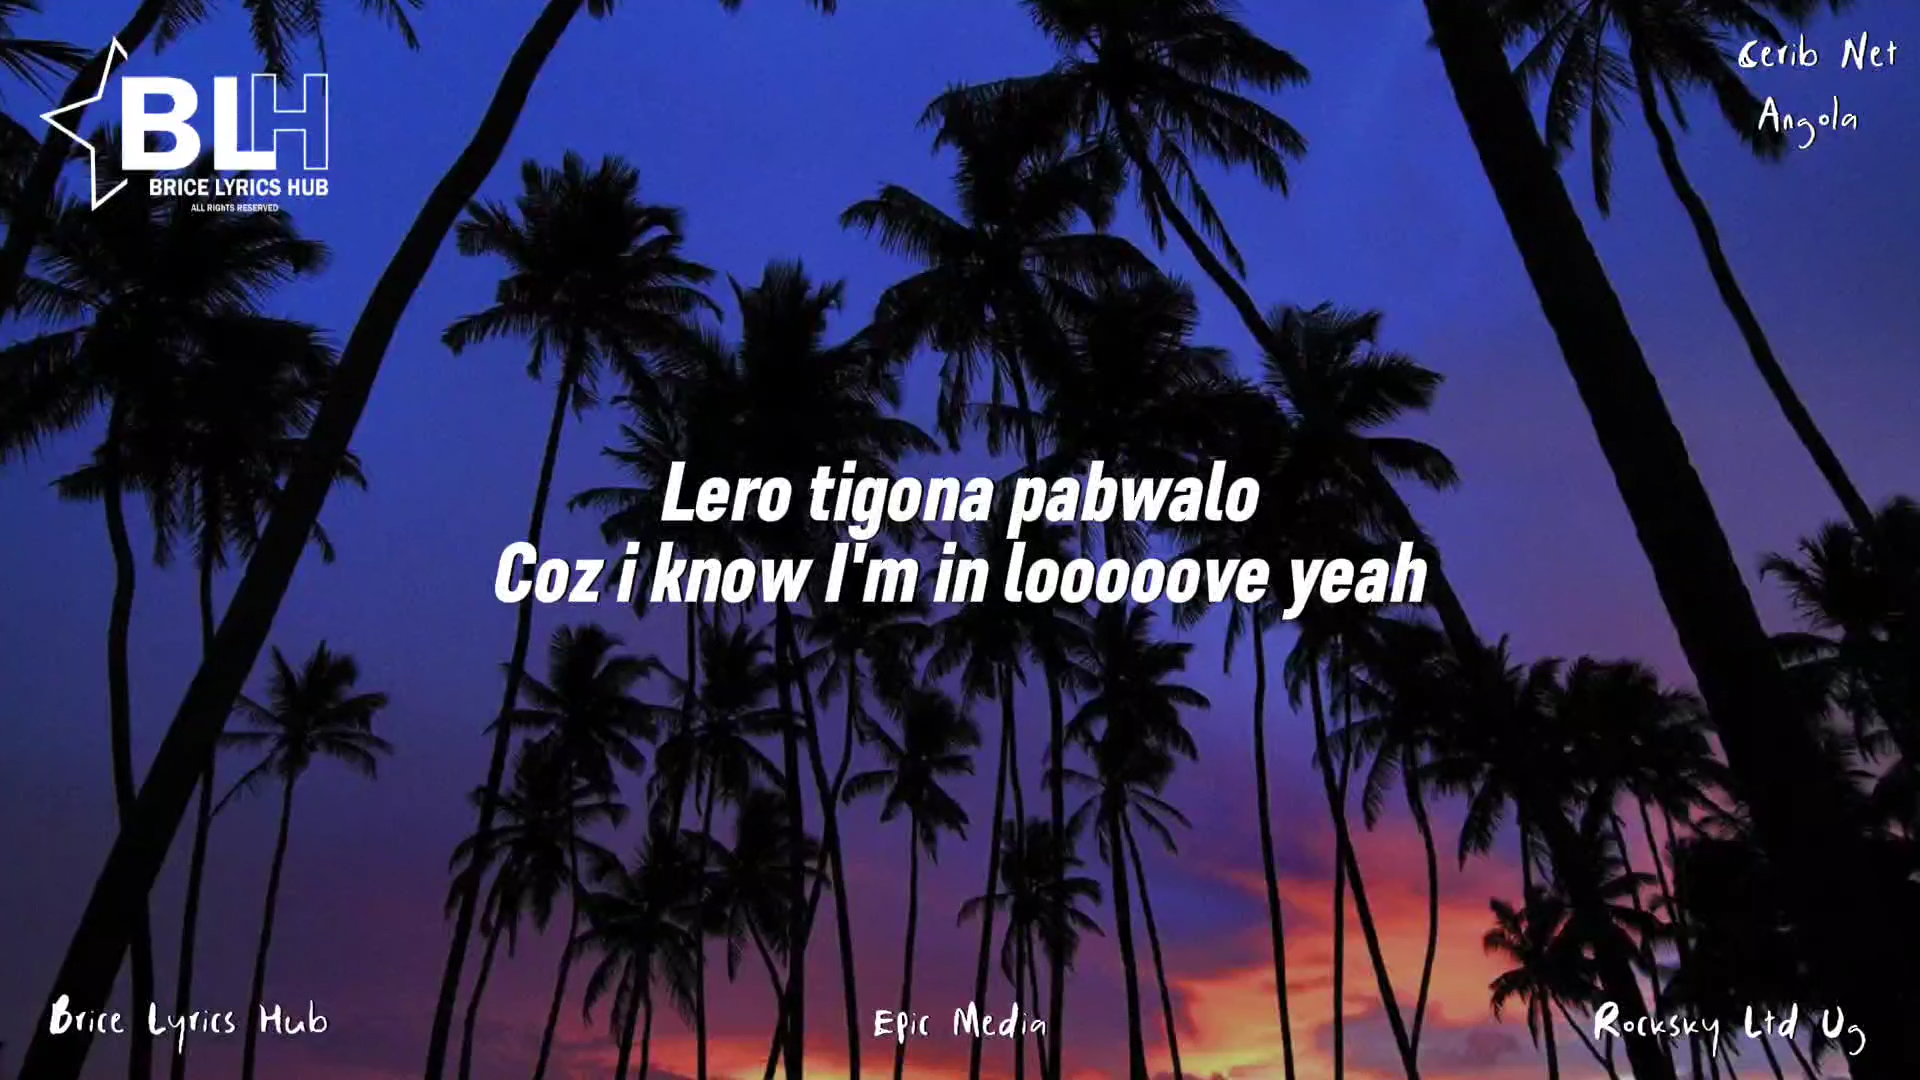 BLH
BRICE LYRICS HUB
ALL RIGHTS RESERVED
Cerib Net
Angola
Lero tigona pabwalo
Coz i know I'm in looooove yeah
Brice Lyrics Hub
Epic Media
Rocksky Ltd Ug